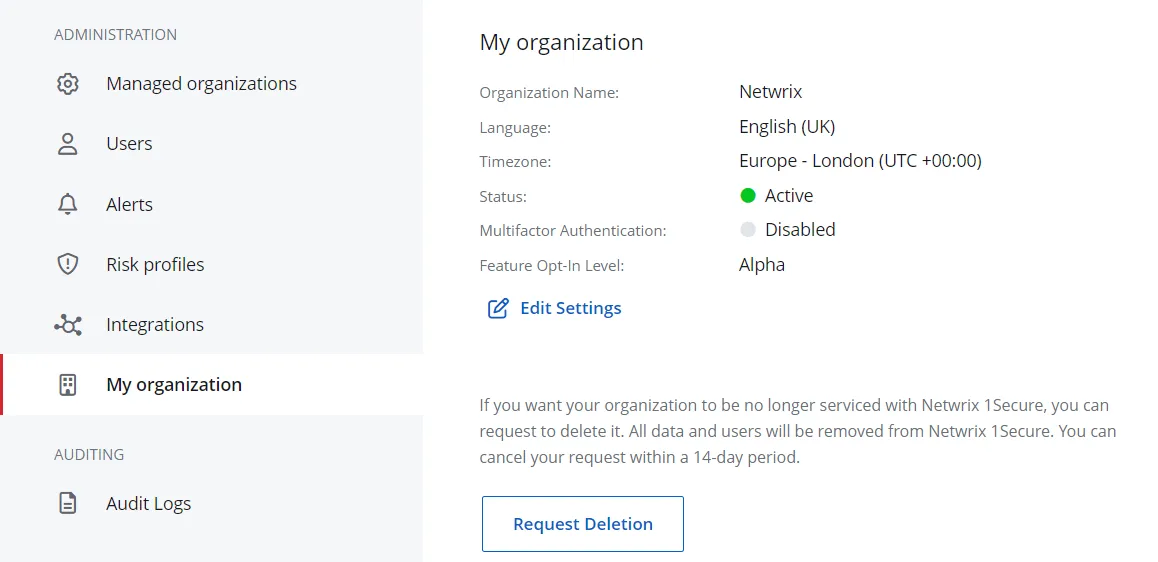 ADMINISTRATION
Managed organizations
Users
Alerts
Risk profiles
Integrations
My organization
AUDITING
Audit Logs
My organization
Organization Name: Netwrix
Language: English (UK)
Timezone: Europe - London (UTC +00:00)
Status: Active
Multifactor Authentication: Disabled
Feature Opt-In Level: Alpha
Edit Settings
If you want your organization to be no longer serviced with Netwrix 1Secure, you can
request to delete it. All data and users will be removed from Netwrix 1Secure. You can
cancel your request within a 14-day period.
Request Deletion